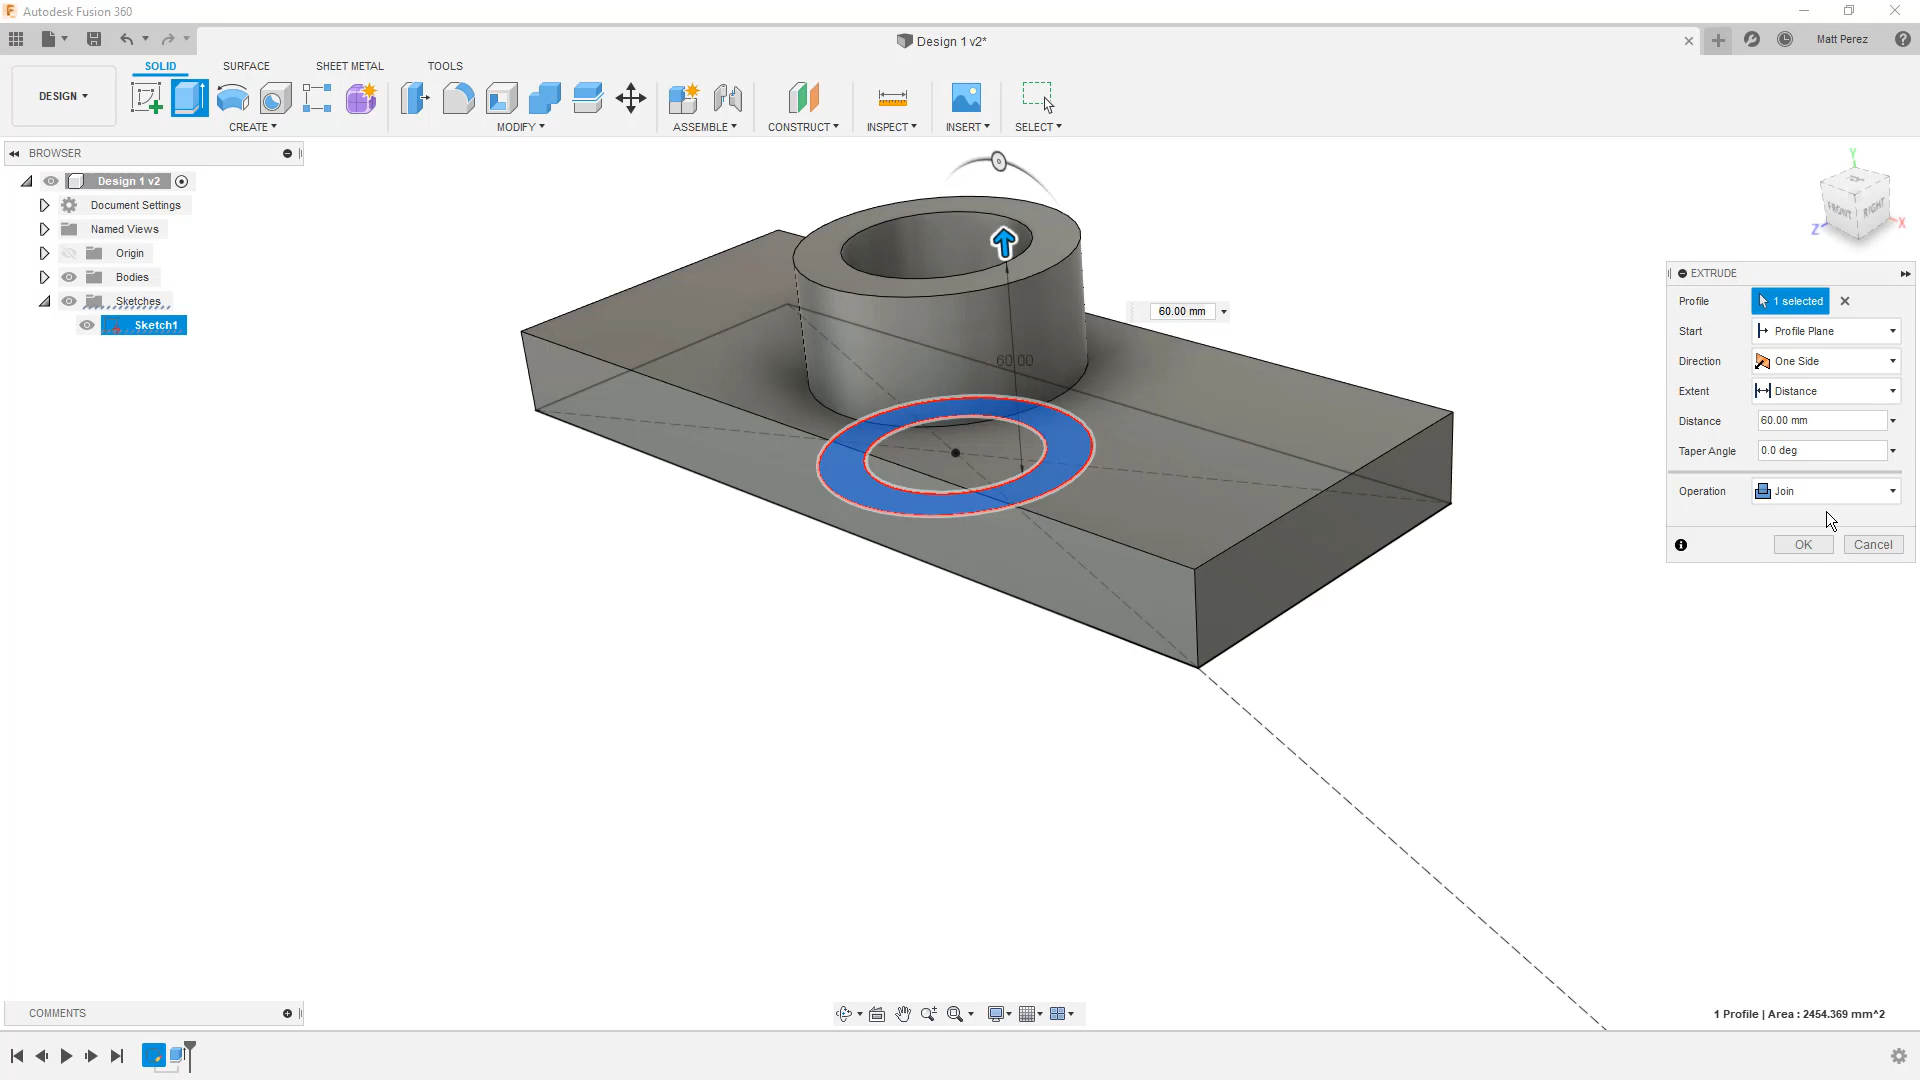 Autodesk Fusion 360
Design 1 v2*
Matt Perez
SOLID
SURFACE
SHEET METAL
TOOLS
DESIGN
CREATE
MODIFY
ASSEMBLE
CONSTRUCT
INSPECT
INSERT
SELECT
BROWSER
Design 1 v2
Document Settings
Named Views
Origin
Bodies
Sketches
Sketch1
Y
FRONT
RIGHT
Z
X
60.00 mm
60.00
EXTRUDE
Profile
1 selected
Start
Profile Plane
Direction
One Side
Extent
Distance
Distance
60.00 mm
Taper Angle
0.0 deg
Operation
Join
OK
Cancel
COMMENTS
1 Profile | Area : 2454.369 mm^2